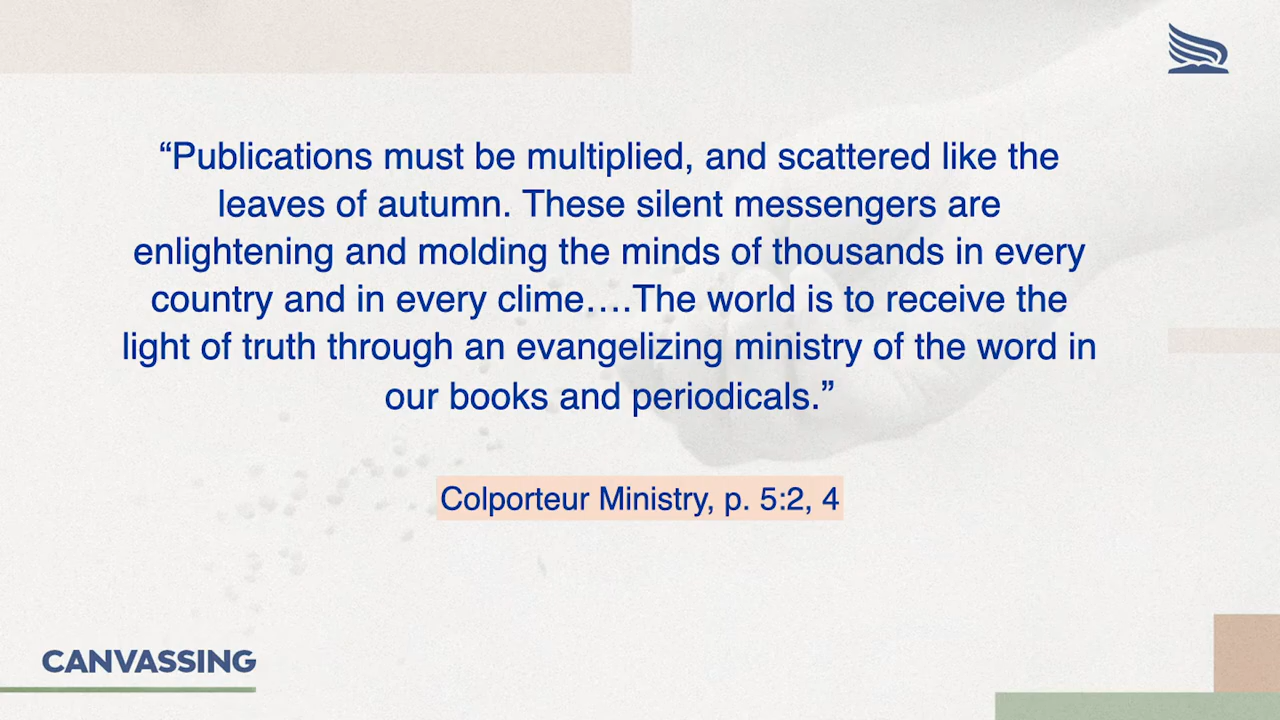 “Publications must be multiplied, and scattered like the
leaves of autumn. These silent messengers are
enlightening and molding the minds of thousands in every
country and in every clime….The world is to receive the
light of truth through an evangelizing ministry of the word in
our books and periodicals.”
Colporteur Ministry, p. 5:2, 4
CANVASSING